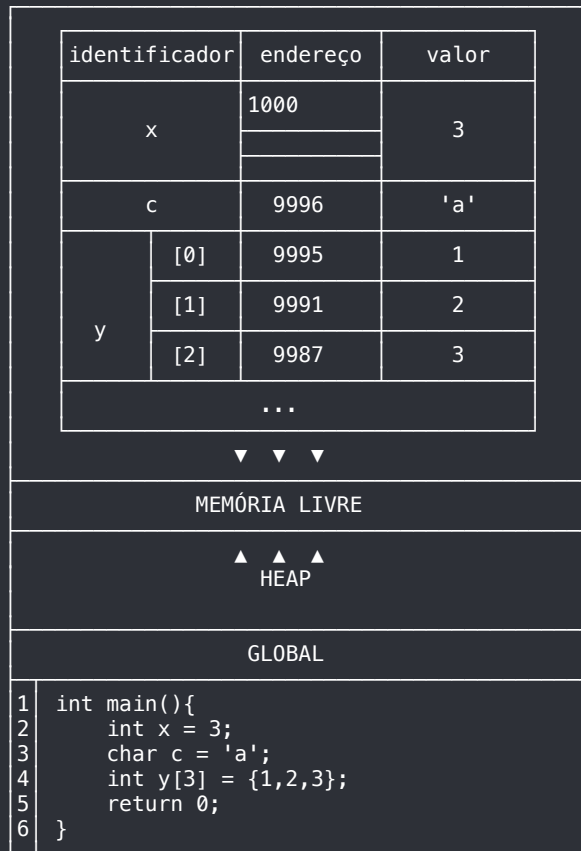 identificador endereço valor
1000
x 3
c 9996 'a'
[0] 9995 1
[1] 9991 2
y
[2] 9987 3
...
▼ ▼ ▼
MEMÓRIA LIVRE
▲ ▲ ▲
HEAP
GLOBAL
1 int main(){
2 int x = 3;
3 char c = 'a';
4 int y[3] = {1,2,3};
5 return 0;
6 }